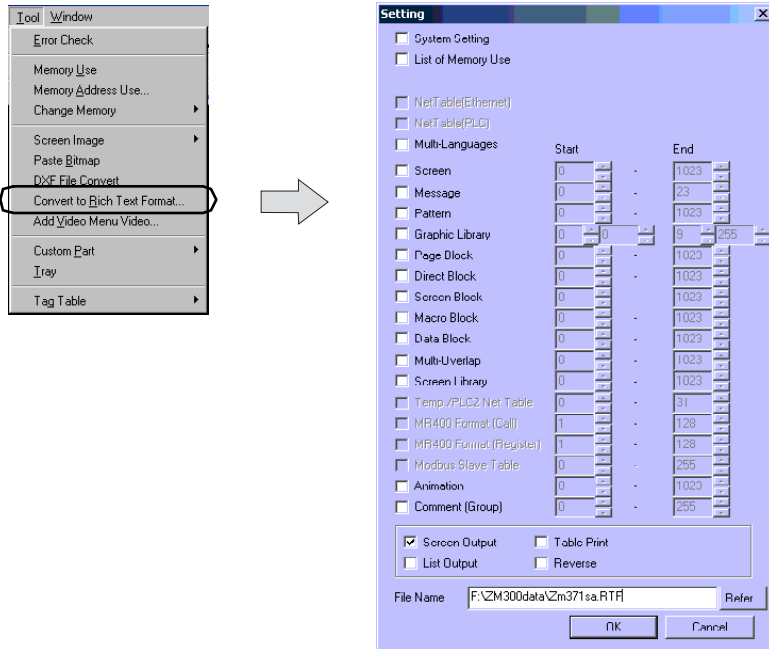 Tool Window
Error Check
Memory Use
Memory Address Use...
Change Memory
Screen Image
Paste Bitmap
DXF File Convert
Convert to Rich Text Format...
Add Video Menu Video...
Custom Part
Tray
Tag Table
Setting
System Setting
List of Memory Use
NetTable(Ethernet)
NetTable(PLC)
Multi-Languages Start End
Screen 0 - 1023
Message 0 - 23
Pattern 0 - 1023
Graphic Library 0 0 - 9 255
Page Block 0 - 1023
Direct Block 0 - 1023
Screen Block 0 - 1023
Macro Block 0 - 1023
Data Block 0 - 1023
Multi-Overlap 0 - 1023
Screen Library 0 - 1023
Temp./PLC2 Net Table 0 - 31
MR400 Format (Call) 1 - 128
MR400 Format (Register) 1 - 128
Modbus Slave Table 0 - 255
Animation 0 - 1023
Comment (Group) 0 - 255
Screen Output Table Print
List Output Reverse
File Name F:\ZM300data\Zm371sa.RTF Refer
OK Cancel